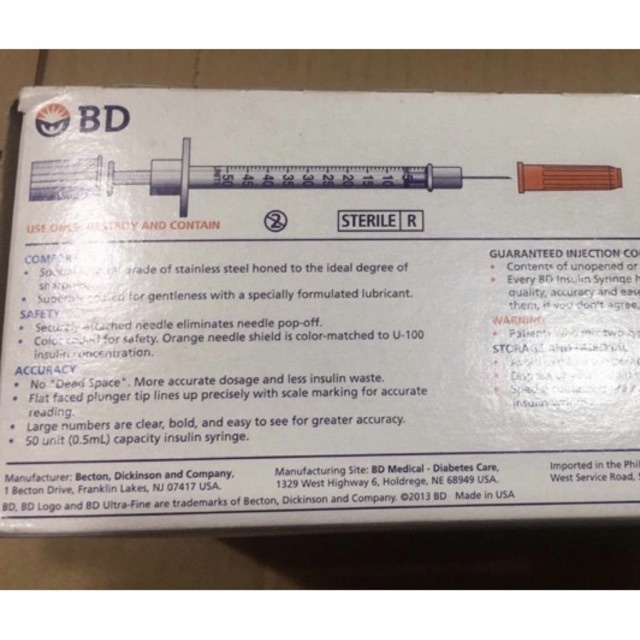 BD
UNITS 50 45 40 35 30 25 20 15 10 5
USE ONCE DESTROY AND CONTAIN
2
STERILE R
COMFORT
• grade of stainless steel honed to the ideal degree of
• for gentleness with a specially formulated lubricant.
SAFETY
• Securely attached needle eliminates needle pop-off.
• for safety. Orange needle shield is color-matched to U-100
insulin concentration.
ACCURACY
• No "Dead Space". More accurate dosage and less insulin waste.
• Flat faced plunger tip lines up precisely with scale marking for accurate
reading.
• Large numbers are clear, bold, and easy to see for greater accuracy.
• 50 unit (0.5mL) capacity insulin syringe.
GUARANTEED INJECTION CO
• Contents of unopened or
• Every BD Insulin Syringe h
quality, accuracy and eas
them, if you don't agree,
WARNING
• Patients
STORAGE
Manufacturer: Becton, Dickinson and Company,
1 Becton Drive, Franklin Lakes, NJ 07417 USA.
Manufacturing Site: BD Medical - Diabetes Care,
1329 West Highway 6, Holdrege, NE 68949 USA.
Imported in the Phil
West Service Road, S
BD, BD Logo and BD Ultra-Fine are trademarks of Becton, Dickinson and Company. ©2013 BD Made in USA